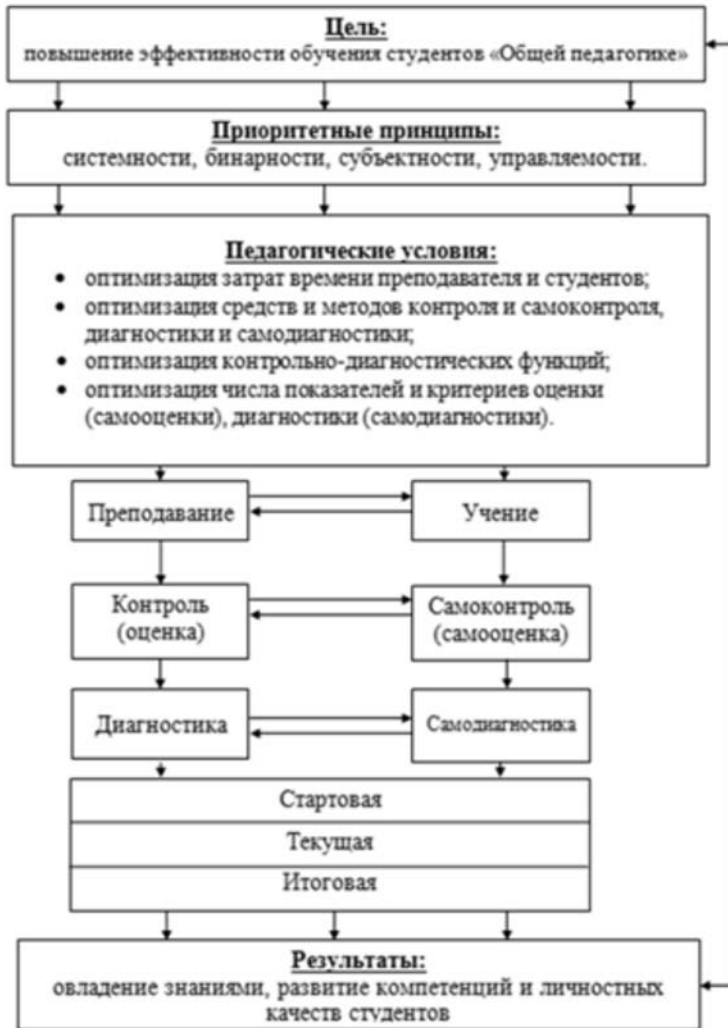 Цель:
повышение эффективности обучения студентов «Общей педагогике»
Приоритетные принципы:
системности, бинарности, субъектности, управляемости.
Педагогические условия:
• оптимизация затрат времени преподавателя и студентов;
• оптимизация средств и методов контроля и самоконтроля,
диагностики и самодиагностики;
• оптимизация контрольно-диагностических функций;
• оптимизация числа показателей и критериев оценки
(самооценки), диагностики (самодиагностики).
Преподавание
Учение
Контроль
(оценка)
Самоконтроль
(самооценка)
Диагностика
Самодиагностика
Стартовая
Текущая
Итоговая
Результаты:
овладение знаниями, развитие компетенций и личностных
качеств студентов